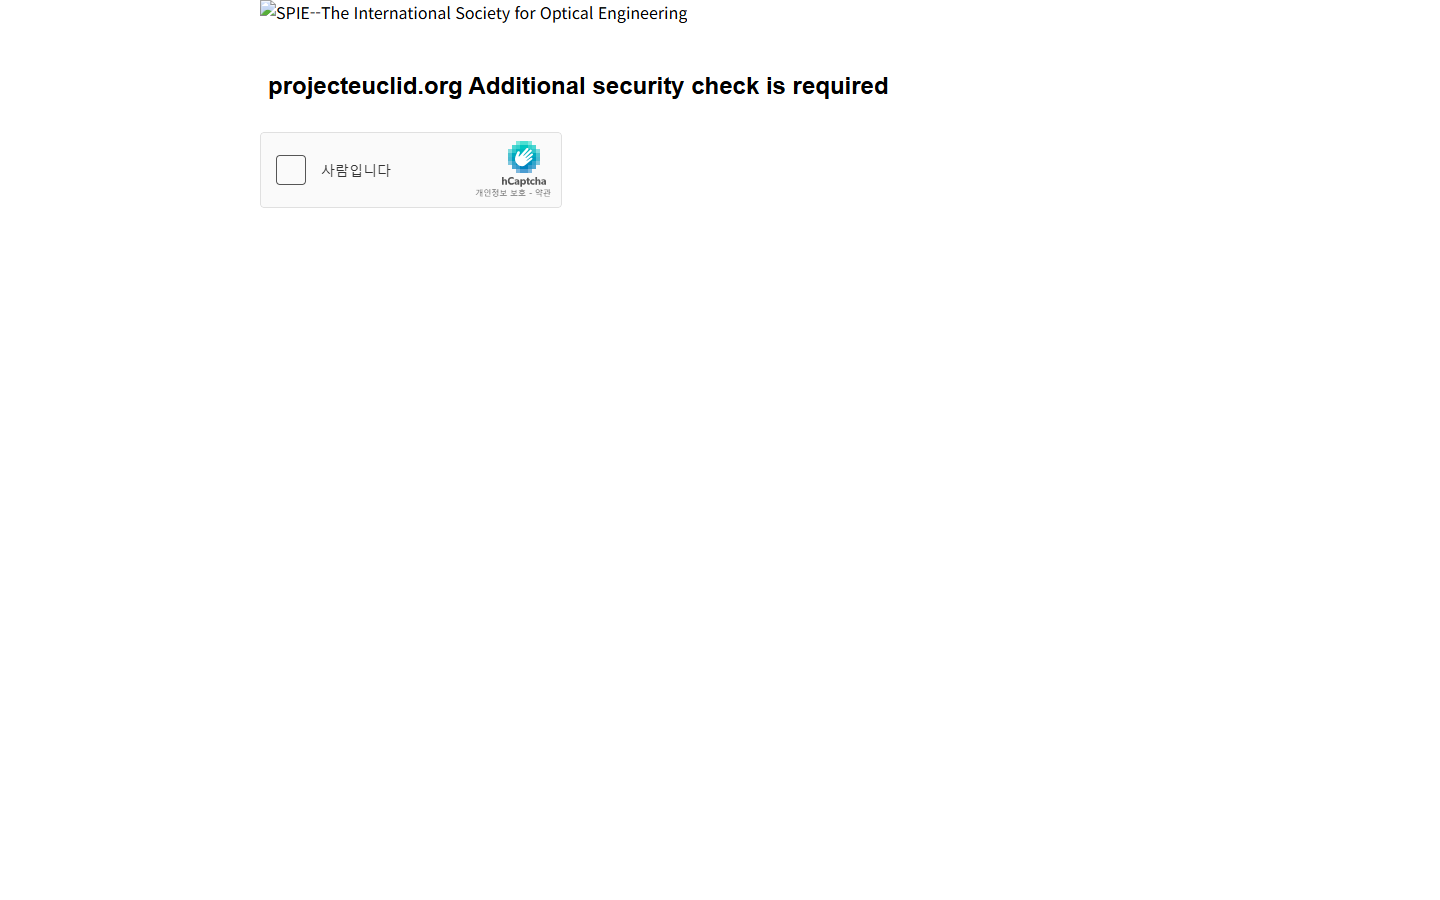 SPIE--The International Society for Optical Engineering
projecteuclid.org Additional security check is required
사람입니다
hCaptcha
개인정보 보호 - 약관